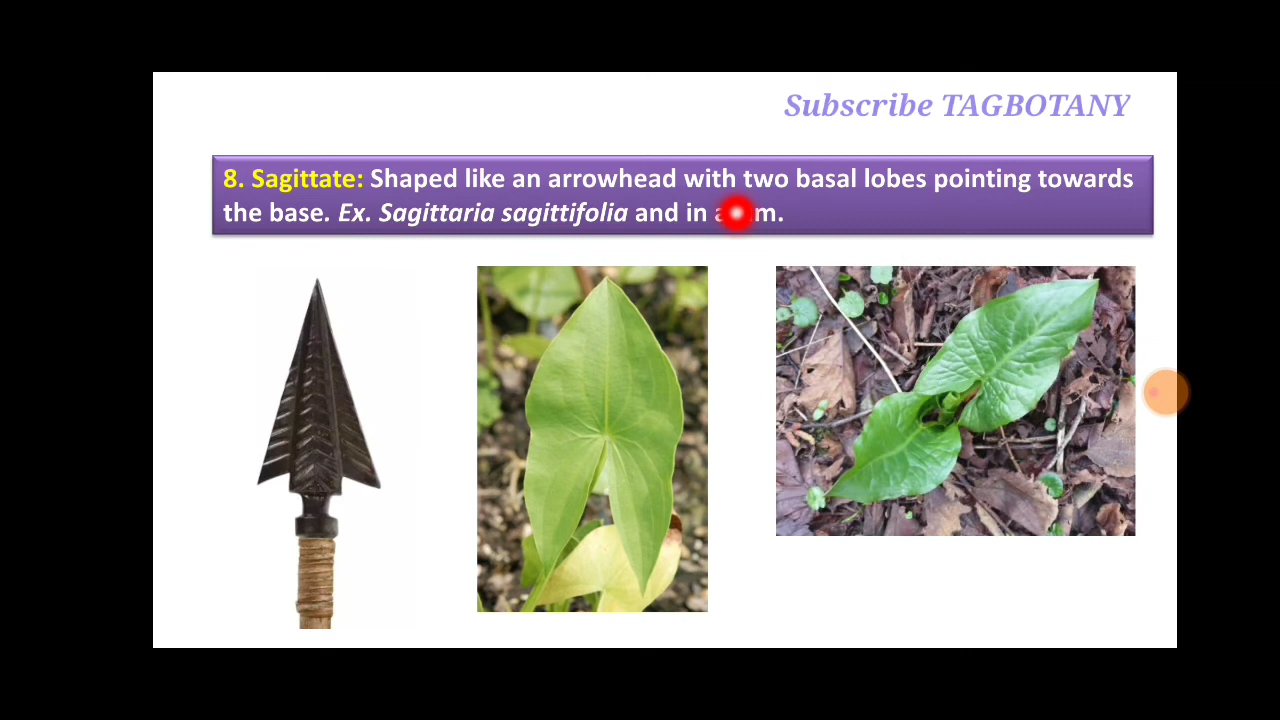 Subscribe TAGBOTANY
8. Sagittate: Shaped like an arrowhead with two basal lobes pointing towards
the base. Ex. Sagittaria sagittifolia and in